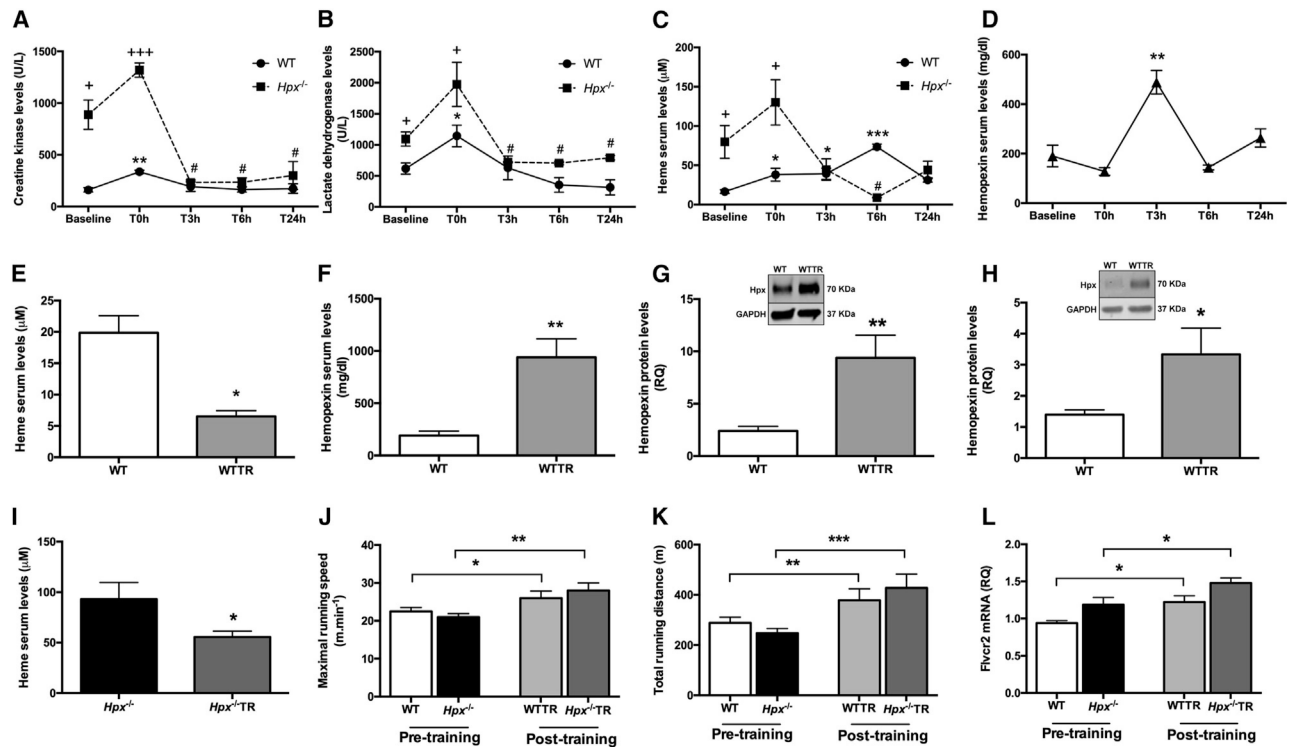 A
Creatine kinase levels (U/L)
1500
1000
500
0
+
+++
**
#
#
#
WT
Hpx-/-
Baseline T0h T3h T6h T24h
B
Lactate dehydrogenase levels
(U/L)
2500
2000
1500
1000
500
0
+
+
*
#
#
#
WT
Hpx-/-
Baseline T0h T3h T6h T24h
C
Heme serum levels (µM)
200
150
100
50
0
+
+
*
*
***
#
WT
Hpx-/-
Baseline T0h T3h T6h T24h
D
Hemopexin serum levels (mg/dl)
600
400
200
0
**
Baseline T0h T3h T6h T24h
E
Heme serum levels (µM)
25
20
15
10
5
0
*
WT WTTR
F
Hemopexin serum levels
(mg/dl)
1500
1000
500
0
**
WT WTTR
G
Hemopexin protein levels
(RQ)
15
10
5
0
WT WTTR
Hpx 70 KDa
GAPDH 37 KDa
**
WT WTTR
H
Hemopexin protein levels
(RQ)
5
4
3
2
1
0
WT WTTR
Hpx 70 KDa
GAPDH 37 KDa
*
WT WTTR
I
Heme serum levels (µM)
150
100
50
0
*
Hpx-/- Hpx-/-TR
J
Maximal running speed
(m.min-1)
40
30
20
10
0
**
*
WT Hpx-/- WTTR Hpx-/-TR
Pre-training Post-training
K
Total running distance (m)
600
400
200
0
***
**
WT Hpx-/- WTTR Hpx-/-TR
Pre-training Post-training
L
Flvcr2 mRNA (RQ)
2.0
1.5
1.0
0.5
0.0
*
*
WT Hpx-/- WTTR Hpx-/-TR
Pre-training Post-training